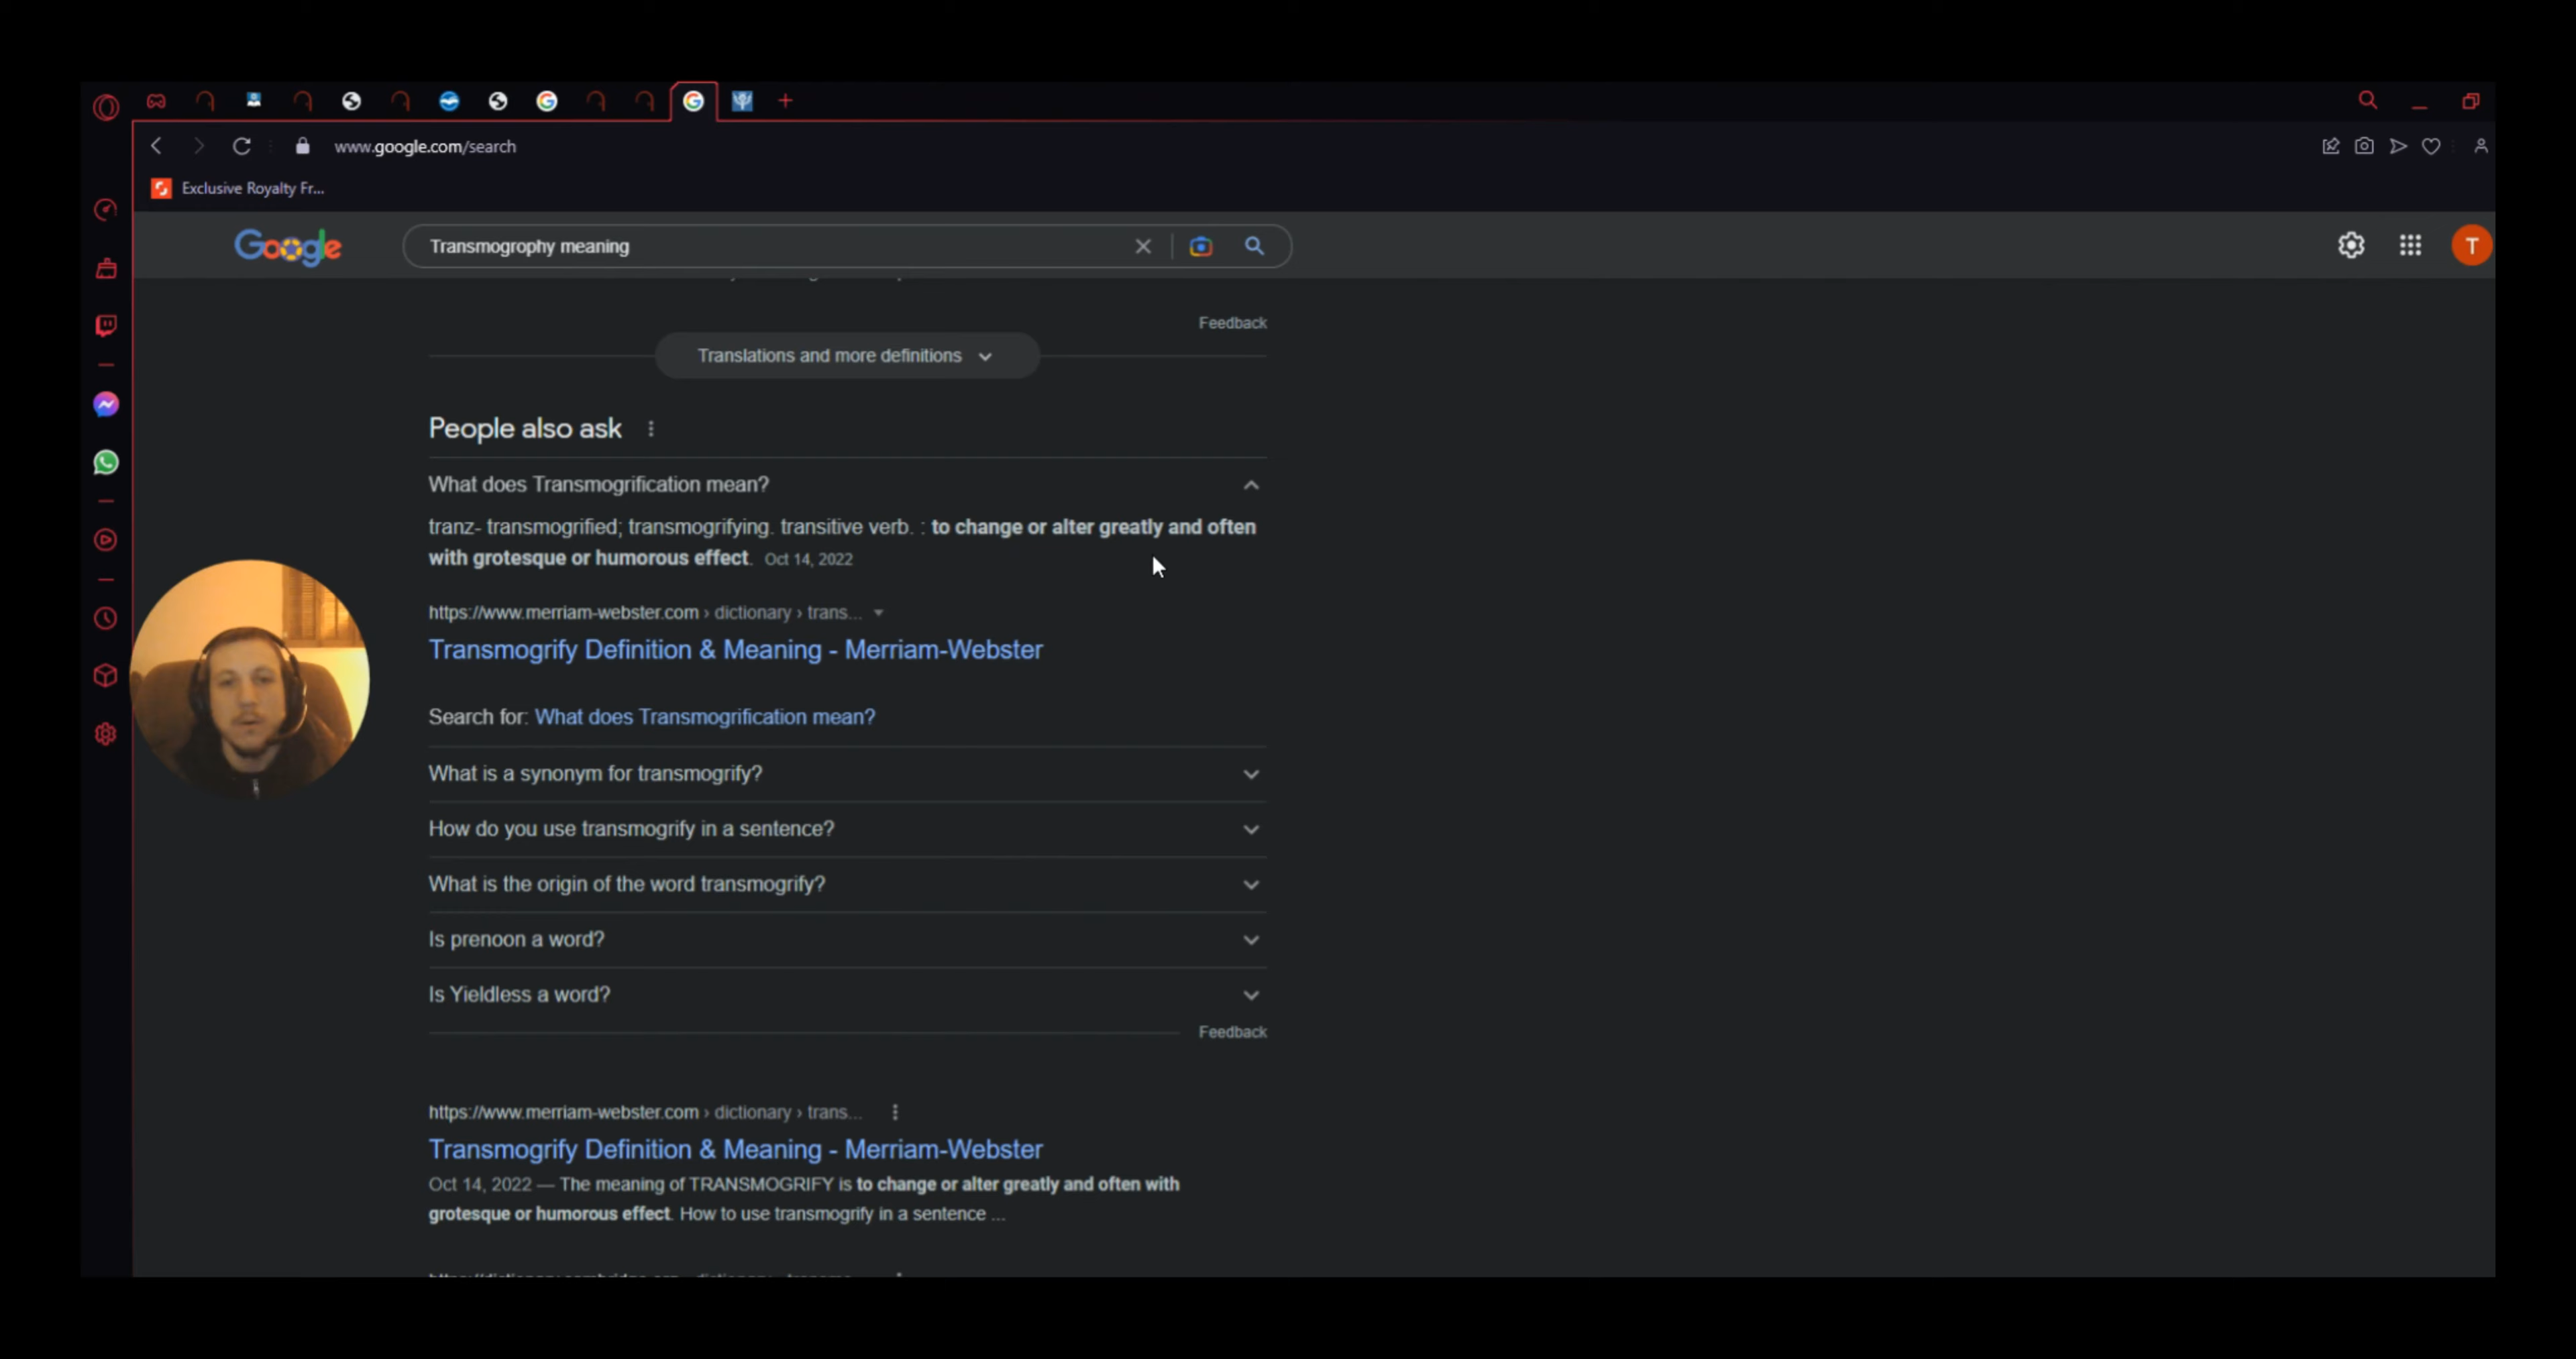 www.google.com/search
Exclusive Royalty Fr...
Google
Transmogrophy meaning
T
Feedback
Translations and more definitions
People also ask
What does Transmogrification mean?
tranz- transmogrified; transmogrifying. transitive verb. : to change or alter greatly and often
with grotesque or humorous effect. Oct 14, 2022
https://www.merriam-webster.com › dictionary › trans...
Transmogrify Definition & Meaning - Merriam-Webster
Search for: What does Transmogrification mean?
What is a synonym for transmogrify?
How do you use transmogrify in a sentence?
What is the origin of the word transmogrify?
Is prenoon a word?
Is Yieldless a word?
Feedback
https://www.merriam-webster.com › dictionary › trans...
Transmogrify Definition & Meaning - Merriam-Webster
Oct 14, 2022 — The meaning of TRANSMOGRIFY is to change or alter greatly and often with
grotesque or humorous effect. How to use transmogrify in a sentence ...